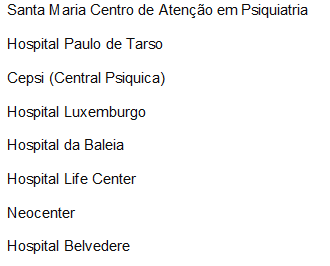 Santa Maria Centro de Atenção em Psiquiatria
Hospital Paulo de Tarso
Cepsi (Central Psiquica)
Hospital Luxemburgo
Hospital da Baleia
Hospital Life Center
Neocenter
Hospital Belvedere